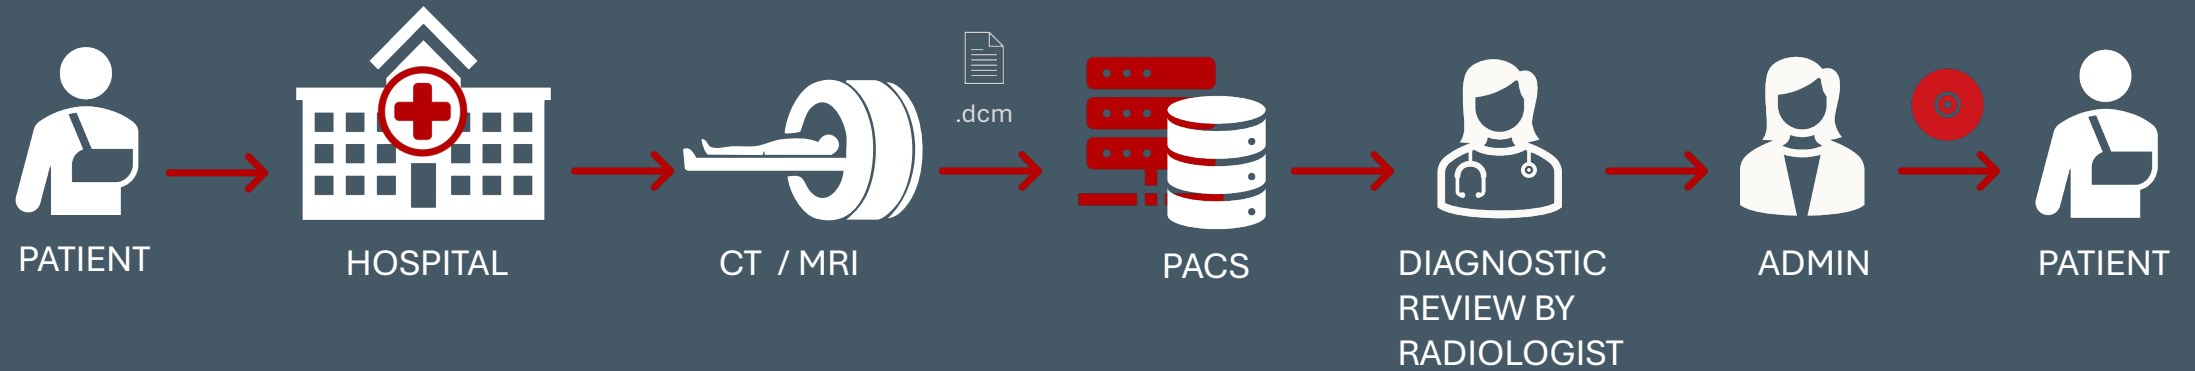 .dcm
PATIENT
HOSPITAL
CT / MRI
PACS
DIAGNOSTIC
REVIEW BY
RADIOLOGIST
ADMIN
PATIENT